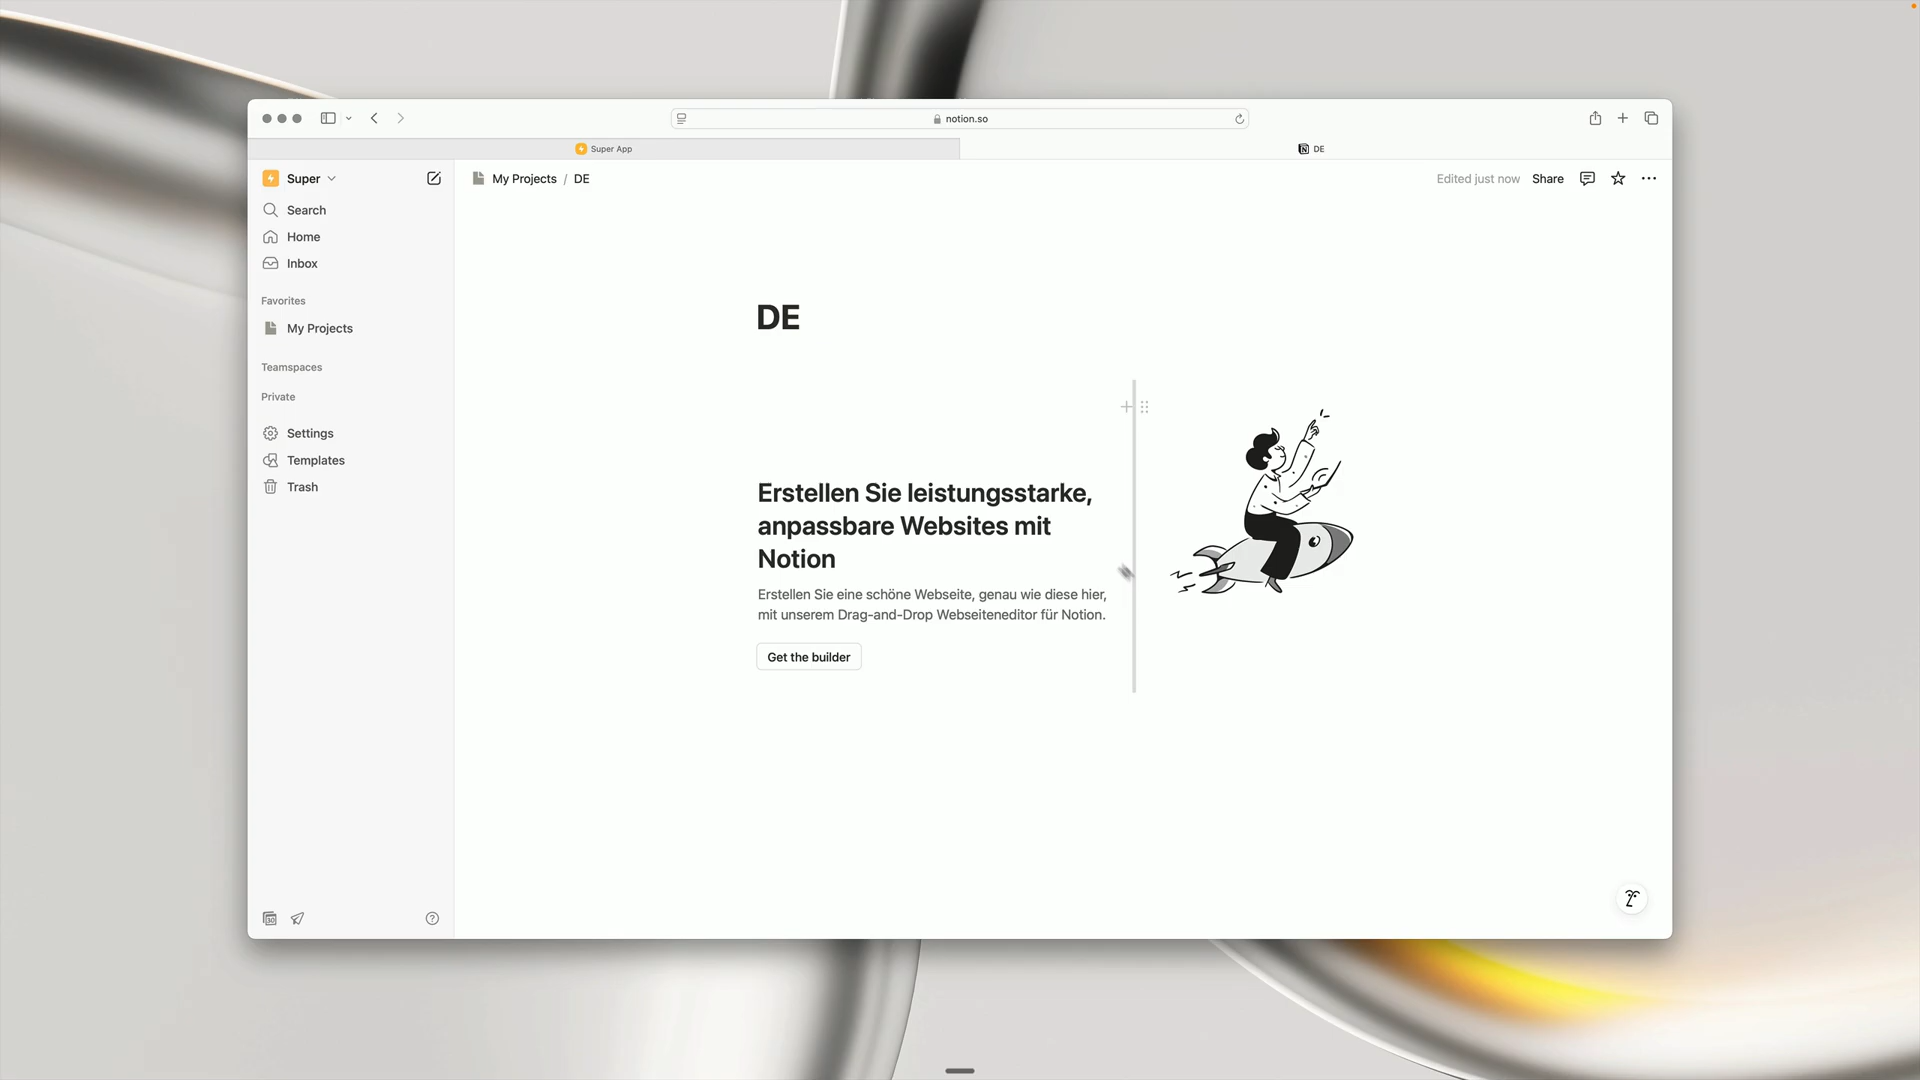 notion.so
Super App
DE
Super
My Projects / DE
Edited just now
Share
Search
Home
Inbox
Favorites
My Projects
Teamspaces
Private
Settings
Templates
Trash
DE
Erstellen Sie leistungsstarke,
anpassbare Websites mit
Notion
Erstellen Sie eine schöne Webseite, genau wie diese hier,
mit unserem Drag-and-Drop Webseiteneditor für Notion.
Get the builder
30